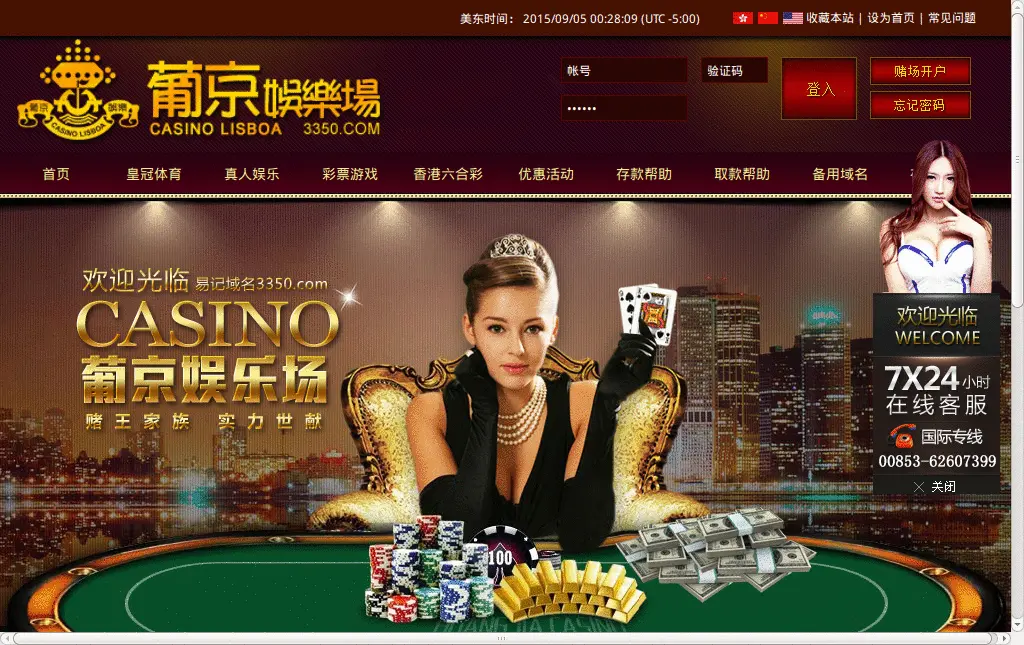 美东时间： 2015/09/05 00:28:09 (UTC -5:00)
收藏本站 | 设为首页 | 常见问题
葡京娱樂場
CASINO LISBOA 3350.COM
葡京 娱樂
CASINO LISBOA
帐号
验证码
••••••
登入
赌场开户
忘记密码
首页 皇冠体育 真人娱乐 彩票游戏 香港六合彩 优惠活动 存款帮助 取款帮助 备用域名
欢迎光临 易记域名3350.com
CASINO
葡京娱乐场
赌王家族 实力世献
欢迎光临
WELCOME
7X24小时
在线客服
国际专线
00853-62607399
关闭
100